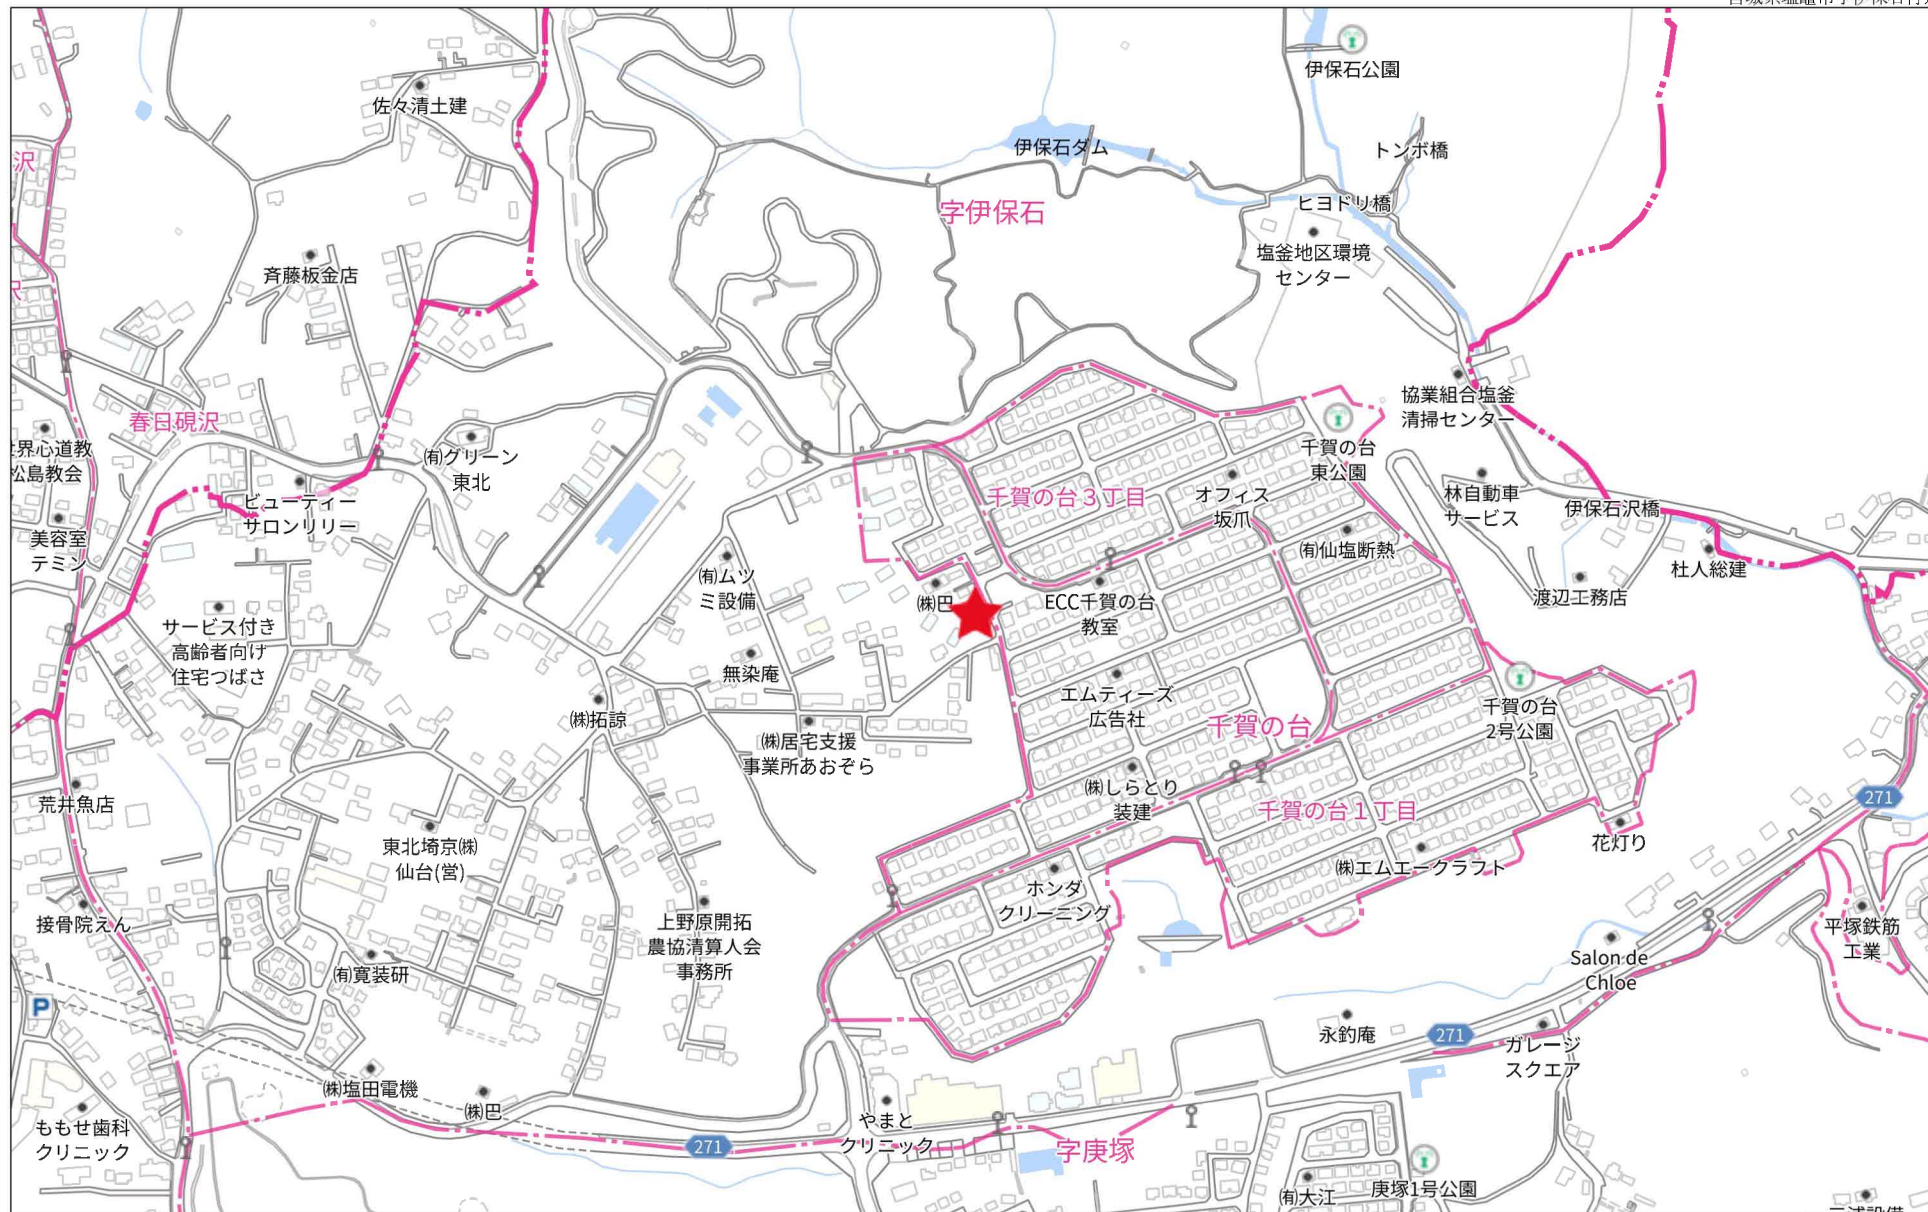 伊保石公園
佐々清土建
伊保石ダム
トンボ橋
沢
字伊保石
ヒヨドリ橋
塩釜地区環境
センター
斉藤板金店
春日硯沢
協業組合塩釜
清掃センター
界心道教
松島教会
㈲グリーン
東北
千賀の台
東公園
千賀の台3丁目
オフィス
坂爪
林自動車
サービス
伊保石沢橋
ビューティー
サロンリリー
美容室
テミン
㈲仙塩断熱
杜人総建
㈲ムツ
ミ設備
㈱巴
ECC千賀の台
教室
渡辺工務店
サービス付き
高齢者向け
住宅つばさ
無染庵
エムティーズ
広告社
千賀の台
千賀の台
2号公園
㈱拓諒
㈱居宅支援
事業所あおぞら
荒井魚店
㈱しらとり
装建
千賀の台1丁目
271
東北埼京㈱
仙台(営)
花灯り
㈱エムエークラフト
ホンダ
クリーニング
接骨院えん
上野原開拓
農協清算人会
事務所
平塚鉄筋
工業
㈲寛装研
Salon de
Chloe
P
永釣庵
271
ガレージ
スクエア
㈱塩田電機
㈱巴
ももせ歯科
クリニック
やまと
クリニック
271
字庚塚
㈲大江
庚塚1号公園